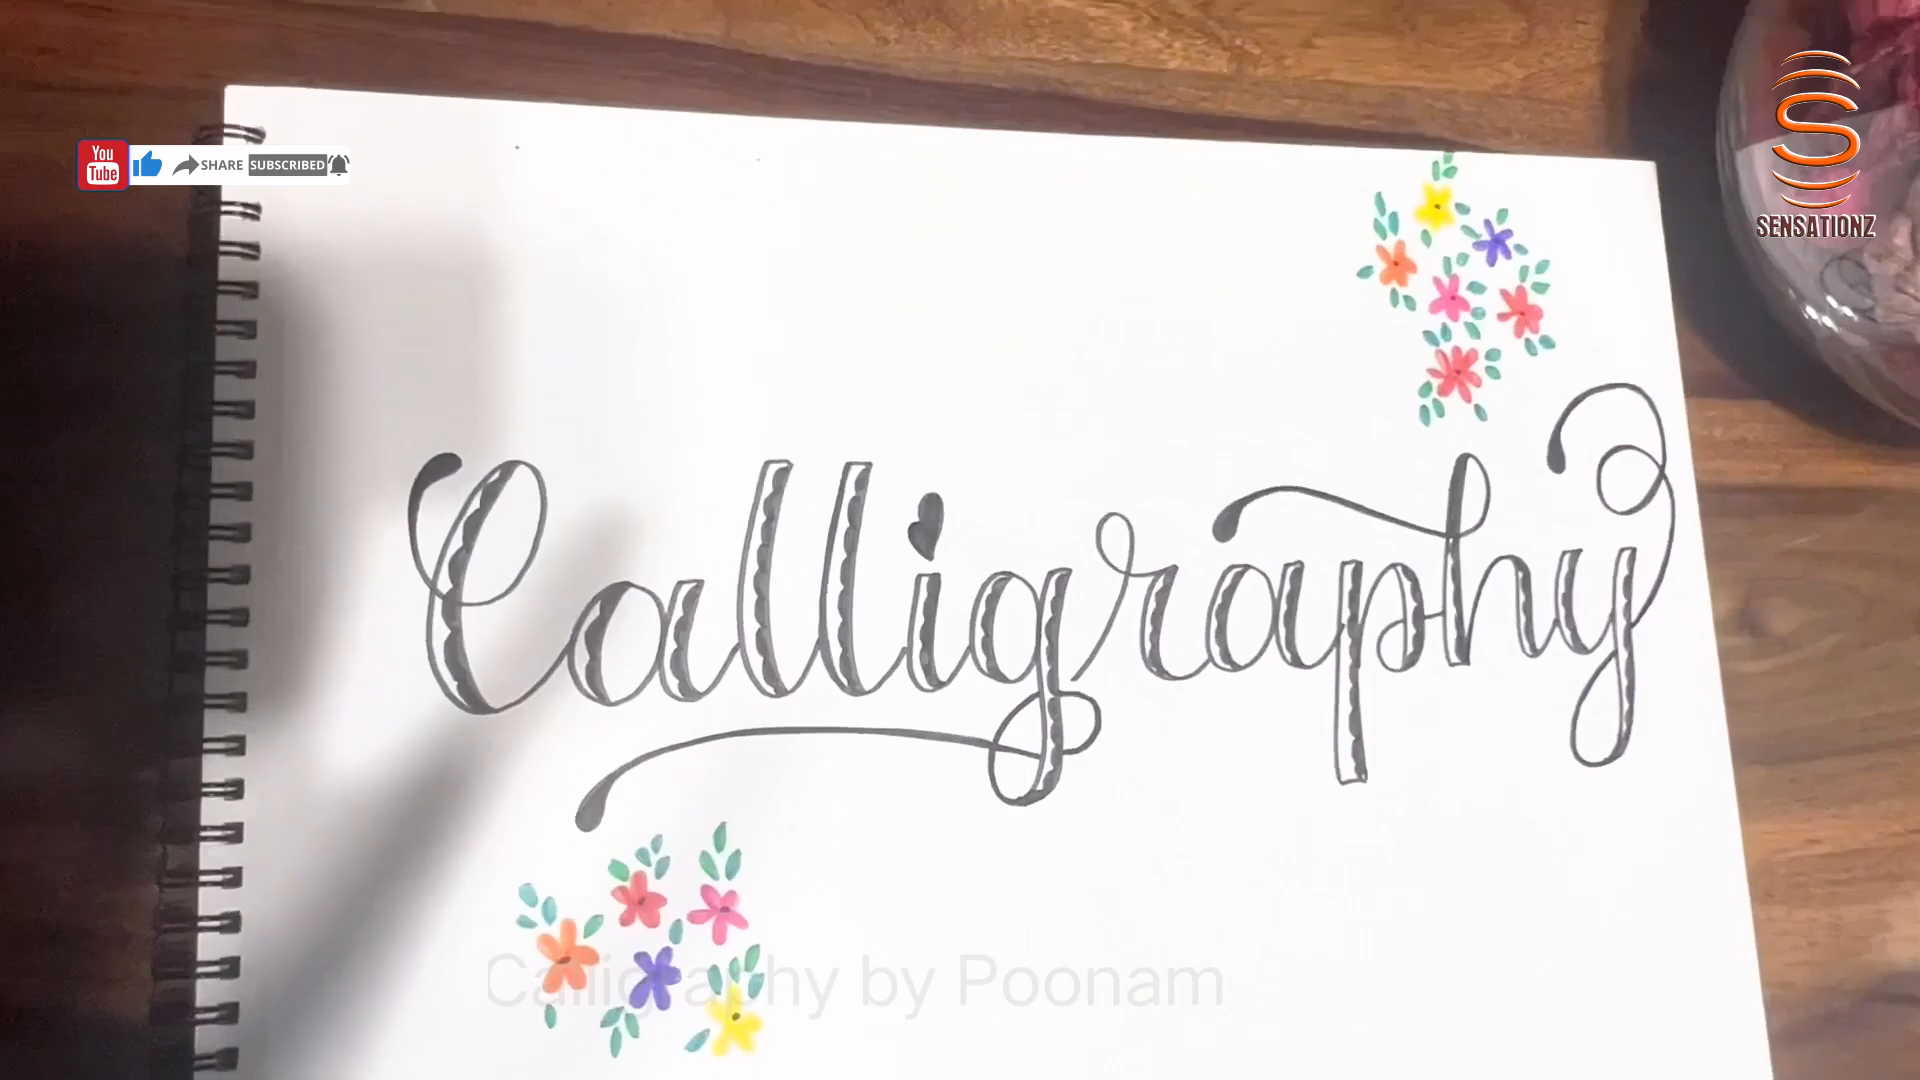 You
Tube
SHARE
SUBSCRIBED
SENSATIONZ
Calligraphy
Calligraphy by Poonam